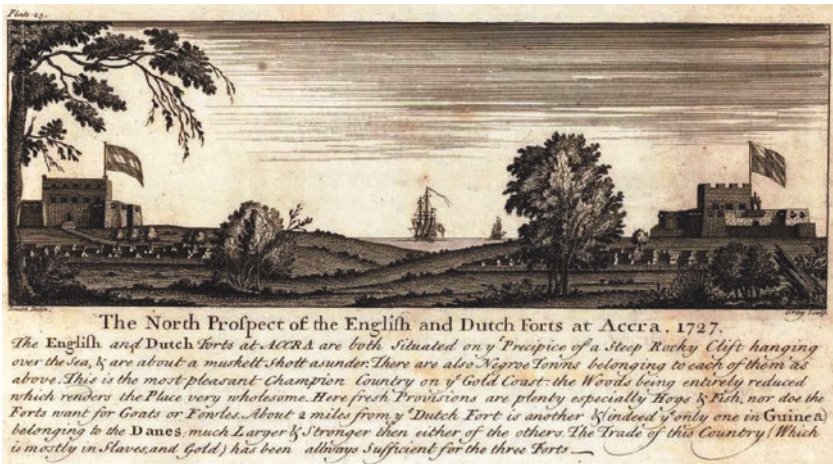 Plate 23.
Smith Delin.
Gray Sculp.
The North Proſpect of the Engliſh and Dutch Forts at Accra. 1727.
The Engliſh and Dutch Forts at ACCRA are both Situated on yͤ Precipice of a Steep Rocky Clift hanging
over the Sea, & are about a muskett Shott asunder. There are also Negroe Towns belonging to each of them as
above. This is the most pleasant Champion Country on yͤ Gold Coast: the Woods being entirely reduced
which renders the Place very wholesome. Here fresh Provisions are plenty especially Hogs & Fish, nor doe the
Forts want for Goats or Fowles. About 2 miles from yͤ Dutch Fort is another & (indeed yͤ only one in Guinea)
belonging to the Danes; much Larger & Stronger then either of the others. The Trade of this Country (Which
is mostly in Slaves, and Gold) has been allways Sufficient for the three Forts